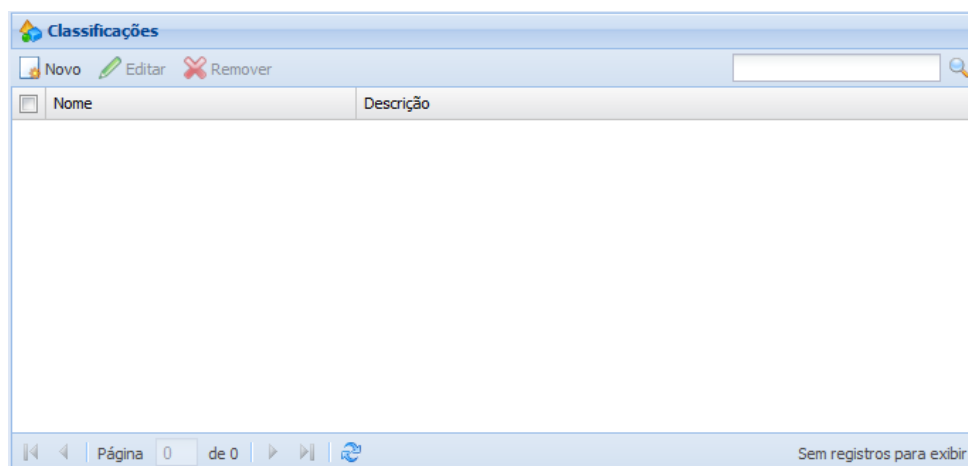 Classificações
Novo Editar Remover
Nome Descrição
Página 0 de 0 Sem registros para exibir